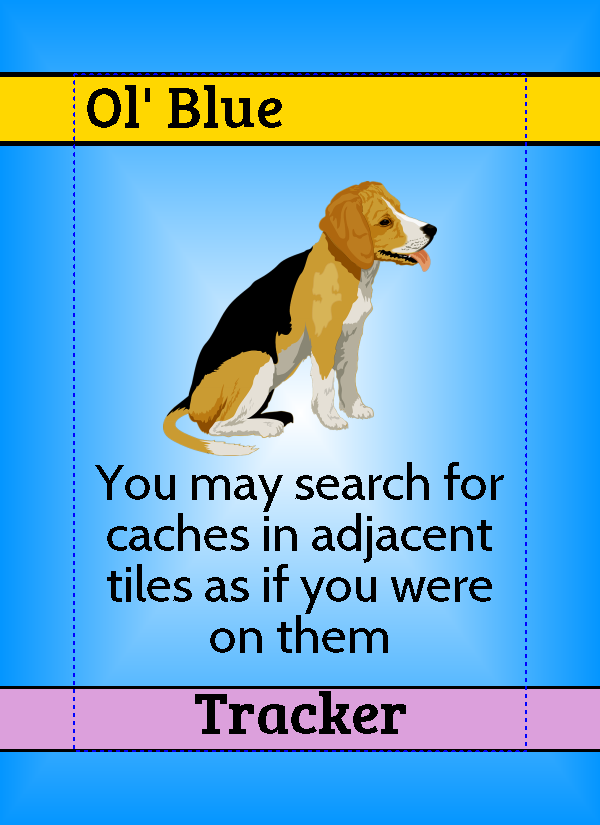 Ol' Blue
You may search for
caches in adjacent
tiles as if you were
on them
Tracker